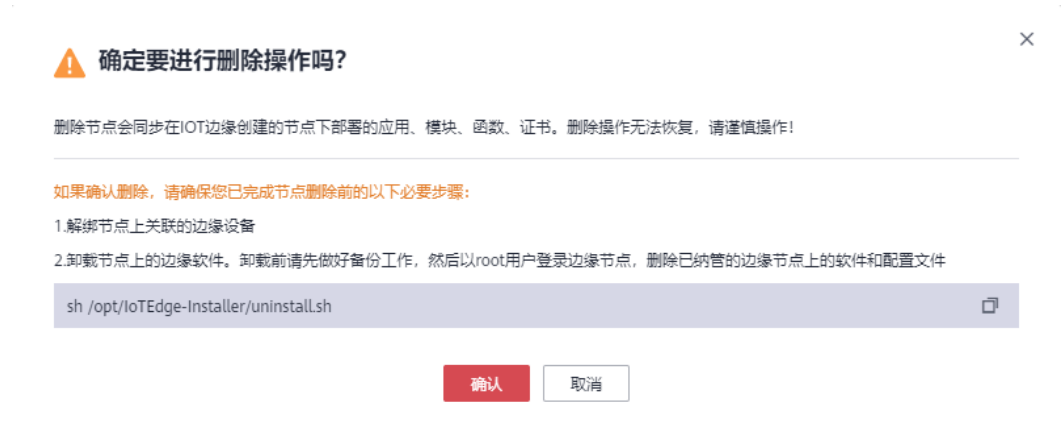 确定要进行删除操作吗？
删除节点会同步在IOT边缘创建的节点下部署的应用、模块、函数、证书。删除操作无法恢复，请谨慎操作！
如果确认删除，请确保您已完成节点删除前的以下必要步骤：
1.解绑节点上关联的边缘设备
2.卸载节点上的边缘软件。卸载前请先做好备份工作，然后以root用户登录边缘节点，删除已纳管的边缘节点上的软件和配置文件
sh /opt/IoTEdge-Installer/uninstall.sh
确认 取消